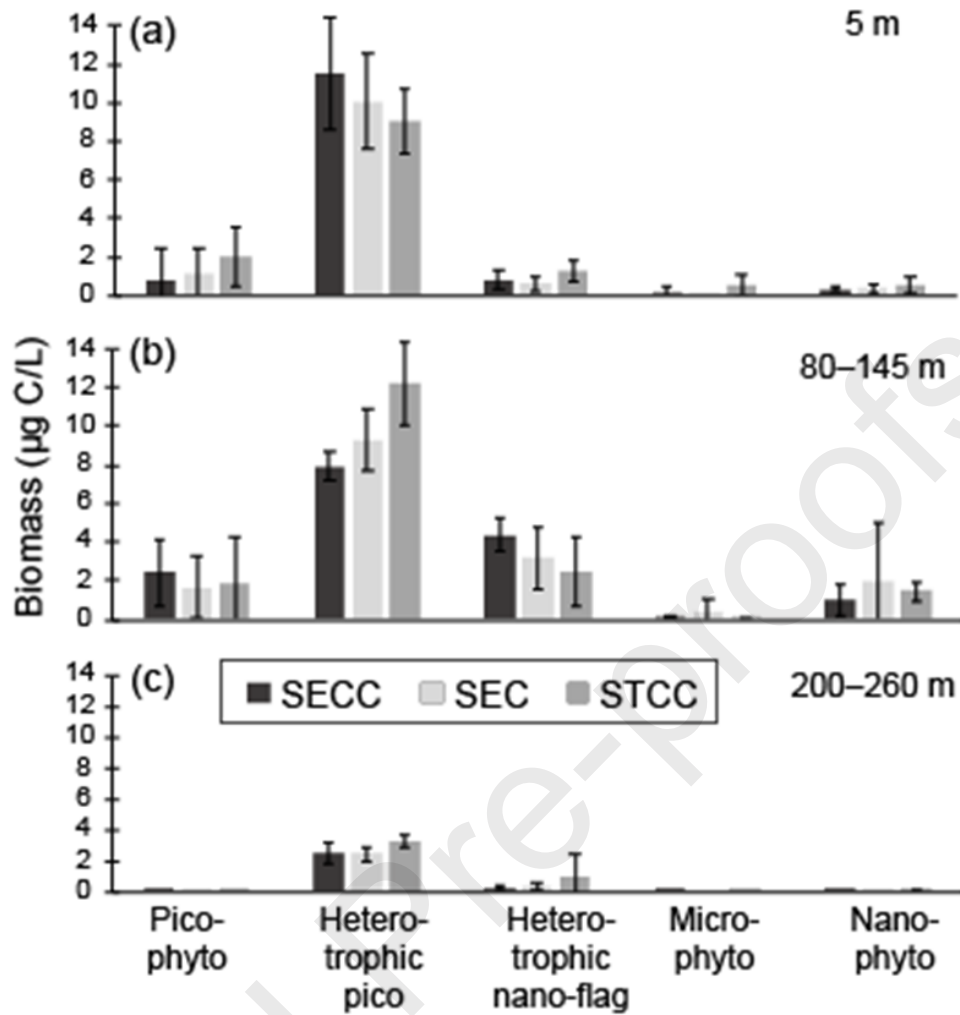 (a)
5 m
14
12
10
8
6
4
2
0
(b)
80–145 m
14
12
10
8
6
4
2
0
Biomass (µg C/L)
(c)
200–260 m
SECC SEC STCC
14
12
10
8
6
4
2
0
Pico-
phyto
Hetero-
trophic
pico
Hetero-
trophic
nano-flag
Micro-
phyto
Nano-
phyto
Pre-proofs